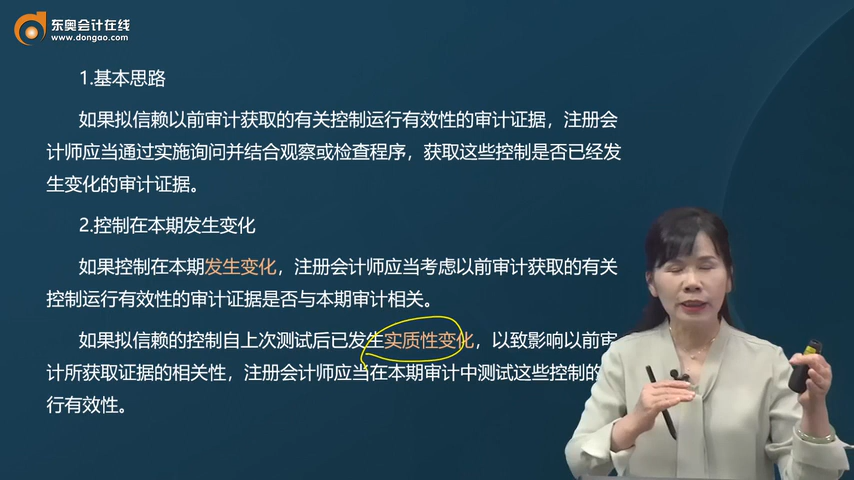 东奥会计在线
www.dongao.com
1.基本思路
如果拟信赖以前审计获取的有关控制运行有效性的审计证据，注册会
计师应当通过实施询问并结合观察或检查程序，获取这些控制是否已经发
生变化的审计证据。
2.控制在本期发生变化
如果控制在本期发生变化，注册会计师应当考虑以前审计获取的有关
控制运行有效性的审计证据是否与本期审计相关。
如果拟信赖的控制自上次测试后已发生实质性变化，以致影响以前审
计所获取证据的相关性，注册会计师应当在本期审计中测试这些控制的
行有效性。